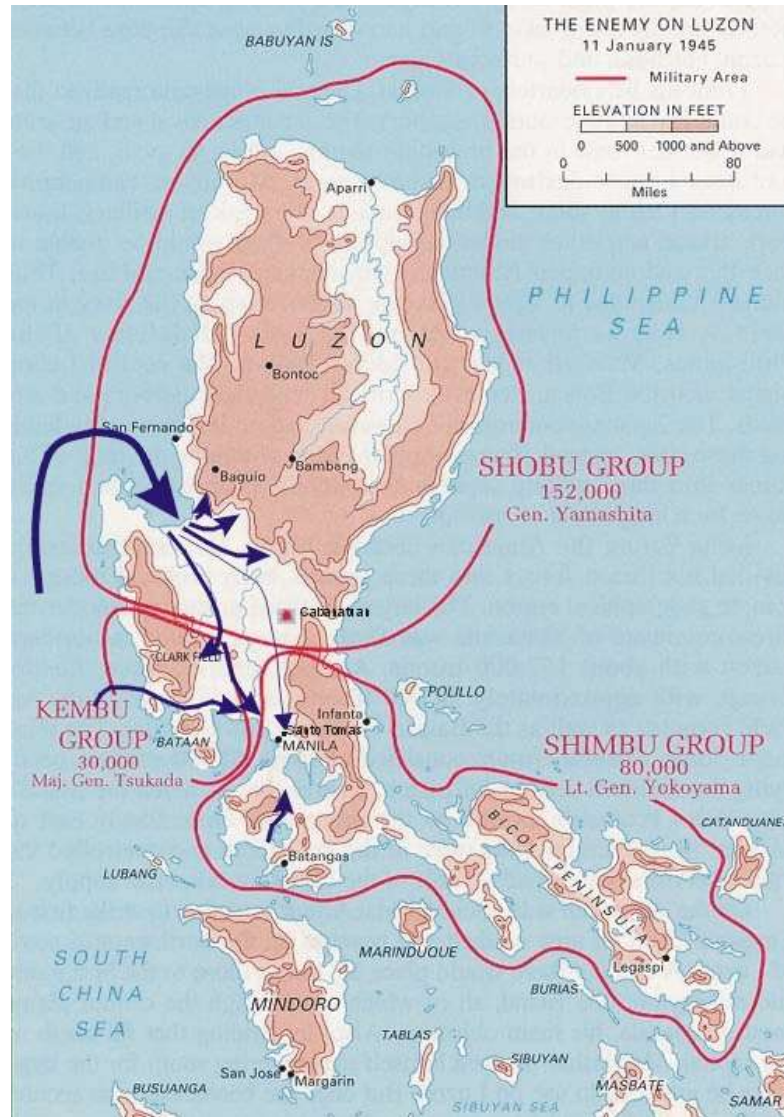 THE ENEMY ON LUZON
11 January 1945
Military Area
ELEVATION IN FEET
0 500 1000 and Above
0 80
Miles
BABUYAN IS
Aparri
PHILIPPINE
SEA
LUZON
Bontoc
San Fernando
Baguio
Bambang
SHOBU GROUP
152,000
Gen. Yamashita
Cabanatuan
CLARK FIELD
POLILLO
KEMBU
GROUP
30,000
Maj. Gen. Tsukada
BATAAN
Infanta
Santo Tomas
MANILA
SHIMBU GROUP
80,000
Lt. Gen. Yokoyama
CATANDUANE
BICOL PENINSULA
LUBANG
Batangas
MARINDUQUE
Legaspi
SOUTH
CHINA
SEA
MINDORO
BURIAS
TABLAS
SIBUYAN
San Jose
Margarin
BUSUANGA
MASBATE
SAMAR
SIBUYAN SEA